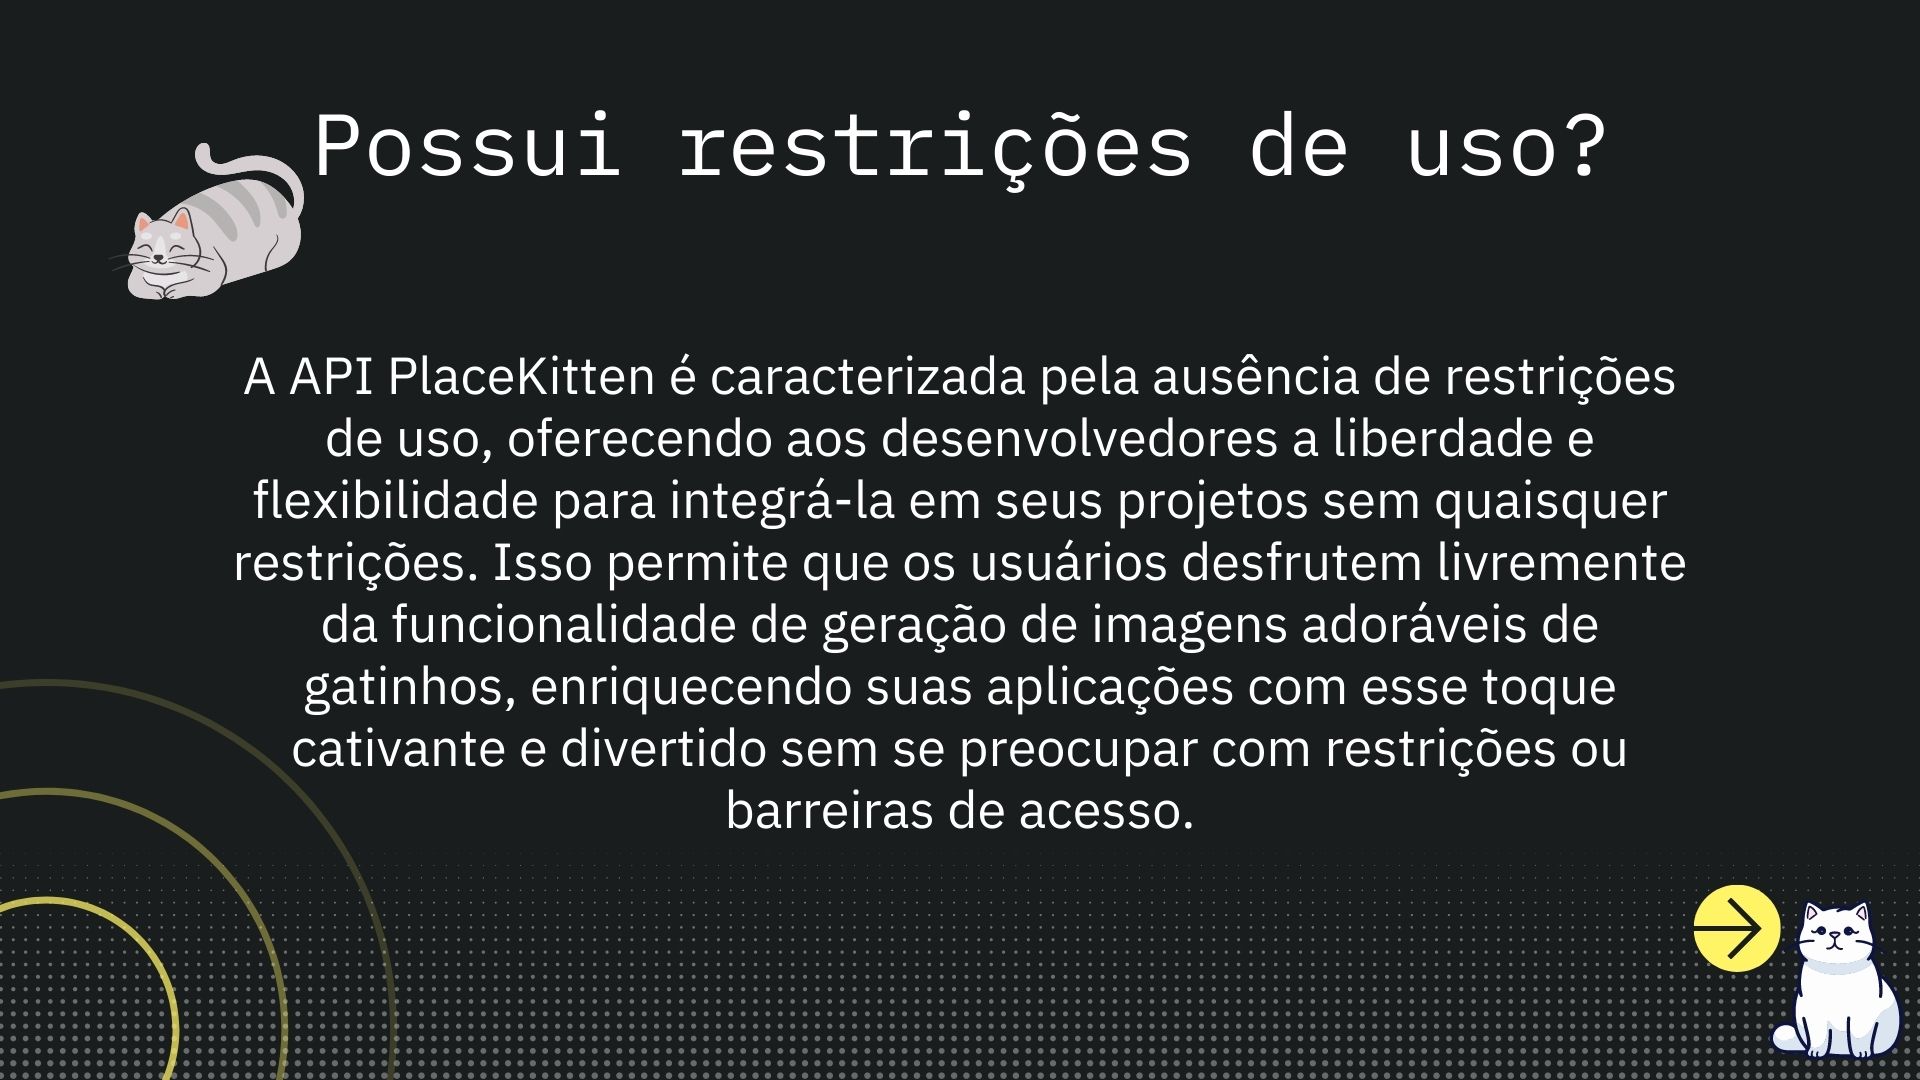 Possui restrições de uso?
A API PlaceKitten é caracterizada pela ausência de restrições
de uso, oferecendo aos desenvolvedores a liberdade e
flexibilidade para integrá-la em seus projetos sem quaisquer
restrições. Isso permite que os usuários desfrutem livremente
da funcionalidade de geração de imagens adoráveis de
gatinhos, enriquecendo suas aplicações com esse toque
cativante e divertido sem se preocupar com restrições ou
barreiras de acesso.